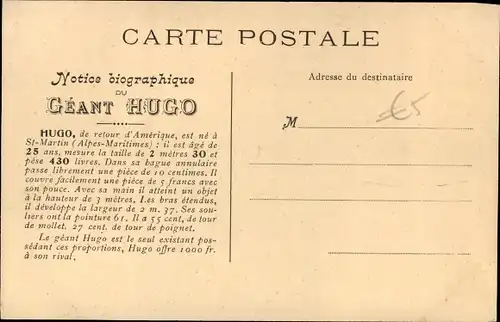 CARTE POSTALE
Notice biographique
DU
GÉANT HUGO
HUGO, de retour d'Amérique, est né à
St-Martin (Alpes-Maritimes) ; il est âgé de
25 ans, mesure la taille de 2 mètres 30 et
pèse 430 livres. Dans sa bague annulaire
passe librement une pièce de 10 centimes. Il
couvre facilement une pièce de 5 francs avec
son pouce. Avec sa main il atteint un objet
à la hauteur de 3 mètres. Les bras étendus,
il développe la largeur de 2 m. 37. Ses sou-
liers ont la pointure 61. Il a 55 cent. de tour
de mollet, 27 cent. de tour de poignet.
Le géant Hugo est le seul existant pos-
sédant ces proportions, Hugo offre 1000 fr.
à son rival.
Adresse du destinataire
M